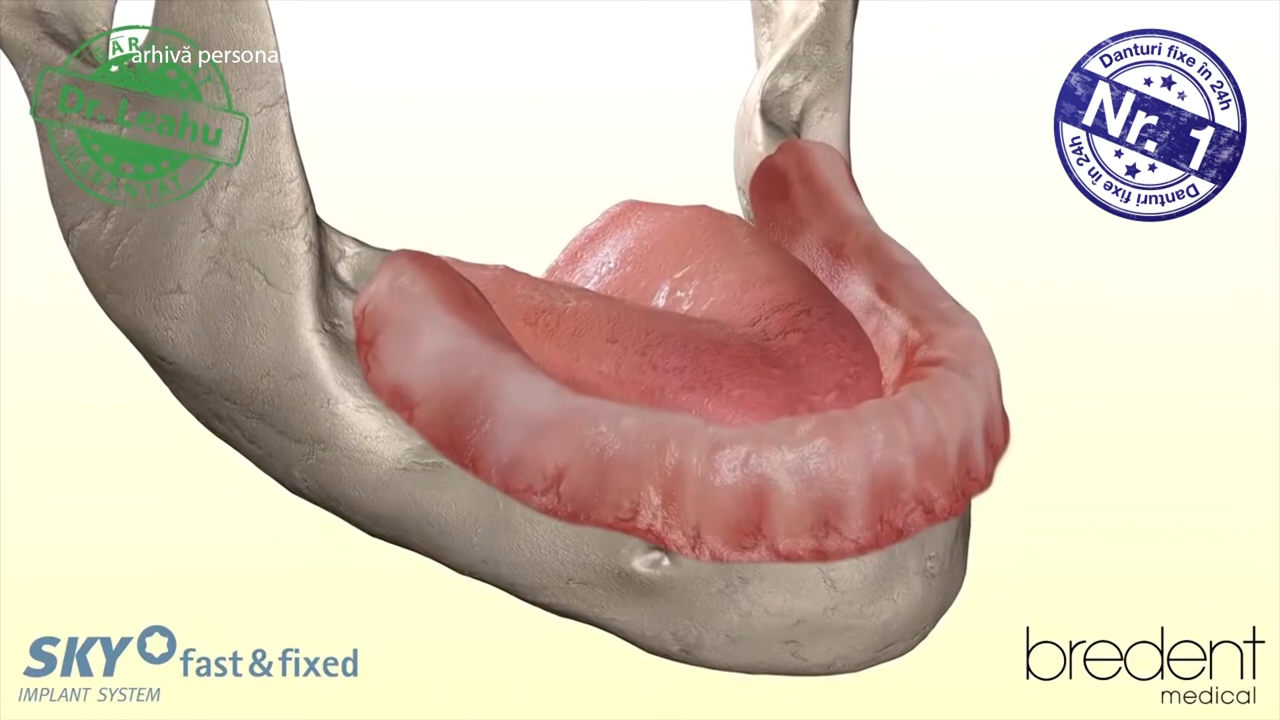 arhivă persona
Dr. Leahu
Danturi fixe în 24h
Nr. 1
Danturi fixe în 24h
SKY fast & fixed
IMPLANT SYSTEM
bredent
medical